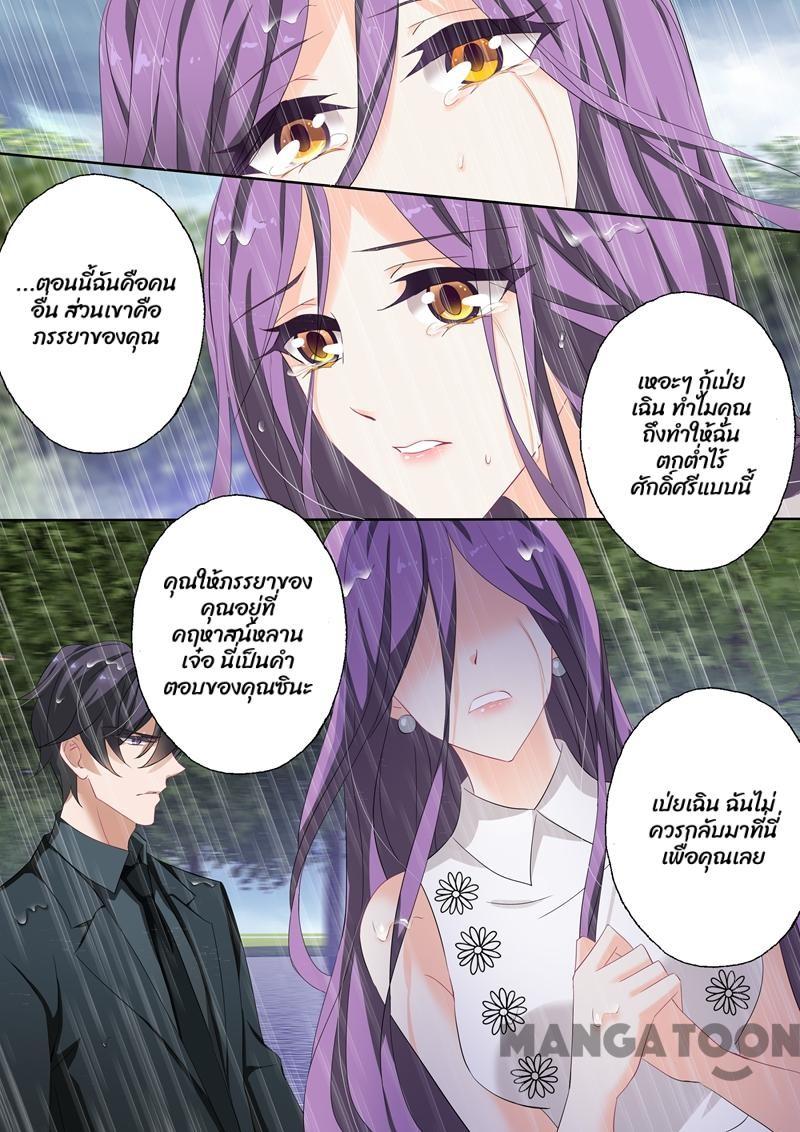 ...ตอนนี้ฉันคือคน
อื่น ส่วนเขาคือ
ภรรยาของคุณ
เหอะๆ กู้เป่ย
เฉิน ทำไมคุณ
ถึงทำให้ฉัน
ตกต่ำไร้
ศักดิ์ศรีแบบนี้
คุณให้ภรรยาของ
คุณอยู่ที่
คฤหาสน์หลาน
เจ๋อ นี่เป็นคำ
ตอบของคุณซินะ
เป่ยเฉิน ฉันไม่
ควรกลับมาที่นี่
เพื่อคุณเลย
MANGATOON